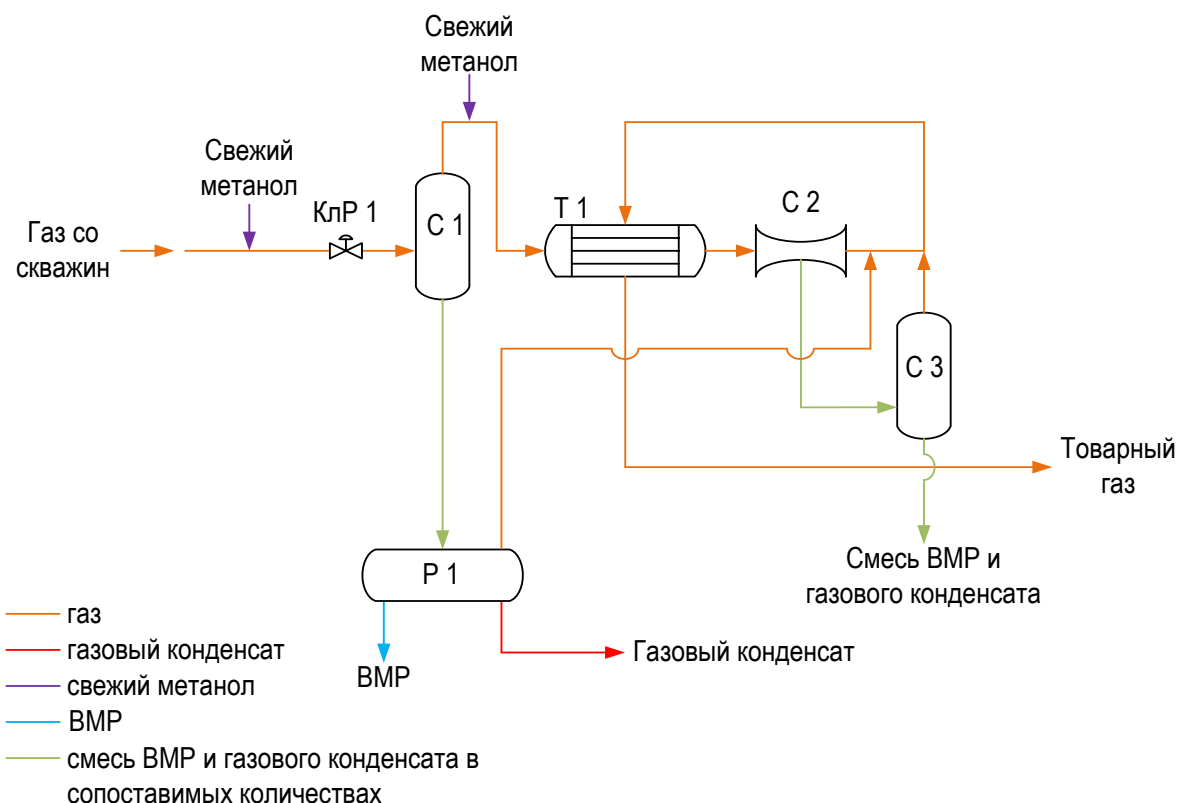 Свежий
метанол
Свежий
метанол
КлР 1
С 1
Т 1
С 2
Газ со
скважин
С 3
Товарный
газ
Р 1
Смесь ВМР и
газового конденсата
Газовый конденсат
ВМР
газ
газовый конденсат
свежий метанол
ВМР
смесь ВМР и газового конденсата в
сопоставимых количествах